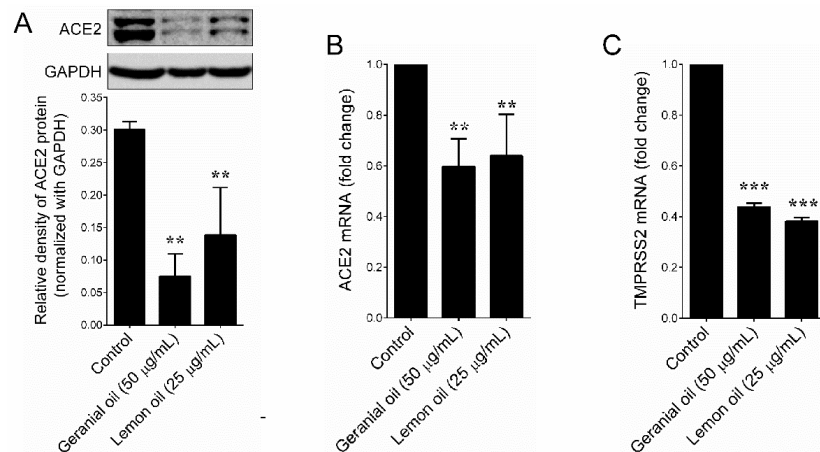 A
ACE2
GAPDH
Relative density of ACE2 protein
(normalized with GAPDH)
0.35
0.30
0.25
0.20
0.15
0.10
0.05
0.00
**
**
Control
Geranial oil (50 µg/mL)
Lemon oil (25 µg/mL)
B
ACE2 mRNA (fold change)
1.0
0.8
0.6
0.4
0.2
0.0
**
**
Control
Geranial oil (50 µg/mL)
Lemon oil (25 µg/mL)
C
TMPRSS2 mRNA (fold change)
1.0
0.8
0.6
0.4
0.2
0.0
***
***
Control
Geranial oil (50 µg/mL)
Lemon oil (25 µg/mL)